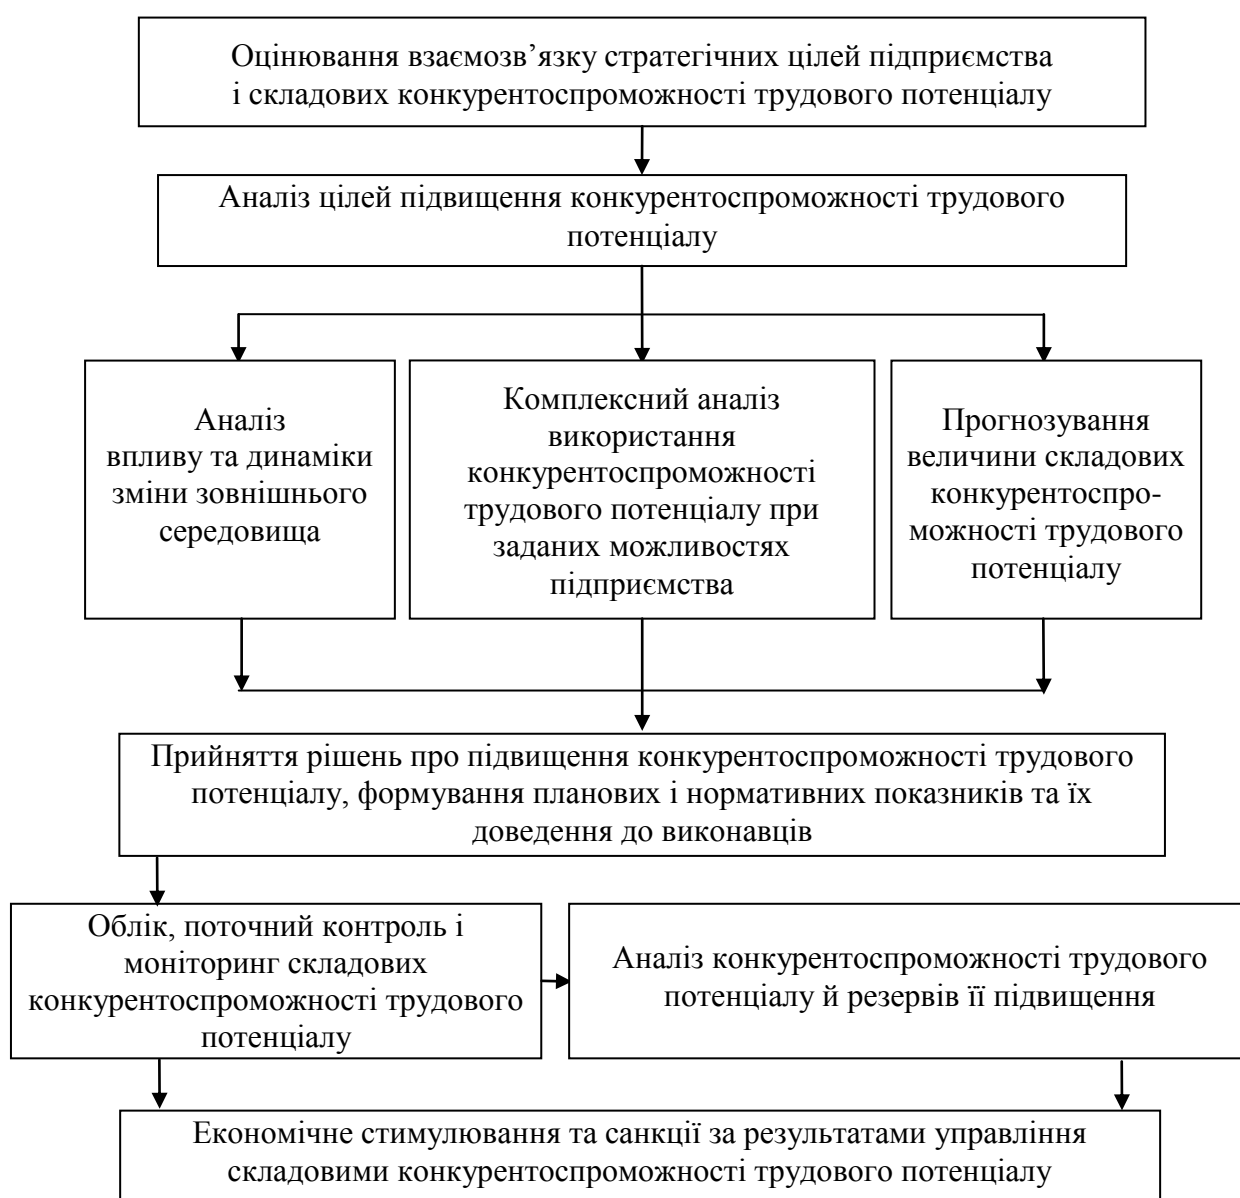 Оцінювання взаємозв’язку стратегічних цілей підприємства
і складових конкурентоспроможності трудового потенціалу
Аналіз цілей підвищення конкурентоспроможності трудового
потенціалу
Аналіз
впливу та динаміки
зміни зовнішнього
середовища
Комплексний аналіз
використання
конкурентоспроможності
трудового потенціалу при
заданих можливостях
підприємства
Прогнозування
величини складових
конкурентоспро-
можності трудового
потенціалу
Прийняття рішень про підвищення конкурентоспроможності трудового
потенціалу, формування планових і нормативних показників та їх
доведення до виконавців
Облік, поточний контроль і
моніторинг складових
конкурентоспроможності трудового
потенціалу
Аналіз конкурентоспроможності трудового
потенціалу й резервів її підвищення
Економічне стимулювання та санкції за результатами управління
складовими конкурентоспроможності трудового потенціалу